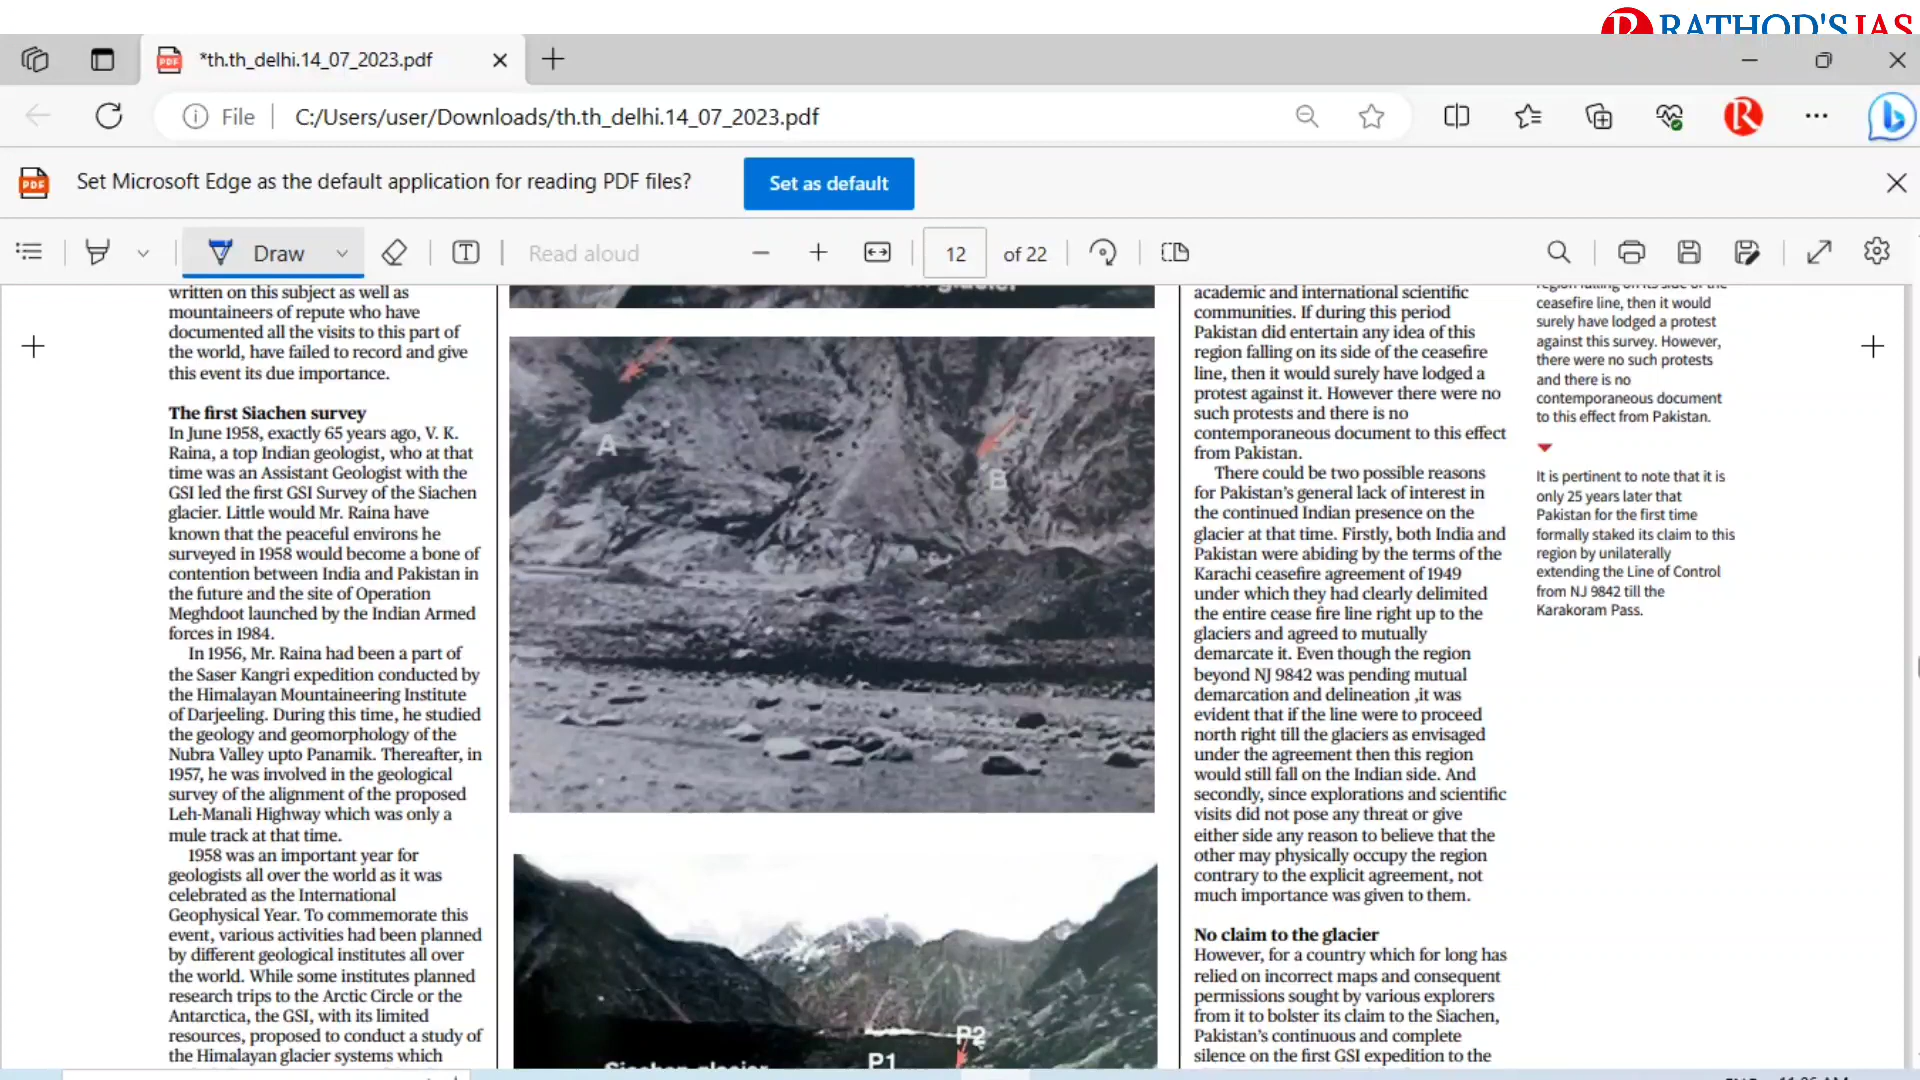 RATHOD'S IAS
*th.th_delhi.14_07_2023.pdf
File
C:/Users/user/Downloads/th.th_delhi.14_07_2023.pdf
Set Microsoft Edge as the default application for reading PDF files?
Set as default
Draw
Read aloud
12
of 22
written on this subject as well as
mountaineers of repute who have
documented all the visits to this part of
the world, have failed to record and give
this event its due importance.
The first Siachen survey
In June 1958, exactly 65 years ago, V. K.
Raina, a top Indian geologist, who at that
time was an Assistant Geologist with the
GSI led the first GSI Survey of the Siachen
glacier. Little would Mr. Raina have
known that the peaceful environs he
surveyed in 1958 would become a bone of
contention between India and Pakistan in
the future and the site of Operation
Meghdoot launched by the Indian Armed
forces in 1984.
In 1956, Mr. Raina had been a part of
the Saser Kangri expedition conducted by
the Himalayan Mountaineering Institute
of Darjeeling. During this time, he studied
the geology and geomorphology of the
Nubra Valley upto Panamik. Thereafter, in
1957, he was involved in the geological
survey of the alignment of the proposed
Leh-Manali Highway which was only a
mule track at that time.
1958 was an important year for
geologists all over the world as it was
celebrated as the International
Geophysical Year. To commemorate this
event, various activities had been planned
by different geological institutes all over
the world. While some institutes planned
research trips to the Arctic Circle or the
Antarctica, the GSI, with its limited
resources, proposed to conduct a study of
the Himalayan glacier systems which
glacier
A
B
P2
P1
Siachen glacier
academic and international scientific
communities. If during this period
Pakistan did entertain any idea of this
region falling on its side of the ceasefire
line, then it would surely have lodged a
protest against it. However there were no
such protests and there is no
contemporaneous document to this effect
from Pakistan.
There could be two possible reasons
for Pakistan's general lack of interest in
the continued Indian presence on the
glacier at that time. Firstly, both India and
Pakistan were abiding by the terms of the
Karachi ceasefire agreement of 1949
under which they had clearly delimited
the entire cease fire line right up to the
glaciers and agreed to mutually
demarcate it. Even though the region
beyond NJ 9842 was pending mutual
demarcation and delineation ,it was
evident that if the line were to proceed
north right till the glaciers as envisaged
under the agreement then this region
would still fall on the Indian side. And
secondly, since explorations and scientific
visits did not pose any threat or give
either side any reason to believe that the
other may physically occupy the region
contrary to the explicit agreement, not
much importance was given to them.
No claim to the glacier
However, for a country which for long has
relied on incorrect maps and consequent
permissions sought by various explorers
from it to bolster its claim to the Siachen,
Pakistan's continuous and complete
silence on the first GSI expedition to the
region falling on its side of the
ceasefire line, then it would
surely have lodged a protest
against this survey. However,
there were no such protests
and there is no
contemporaneous document
to this effect from Pakistan.
It is pertinent to note that it is
only 25 years later that
Pakistan for the first time
formally staked its claim to this
region by unilaterally
extending the Line of Control
from NJ 9842 till the
Karakoram Pass.